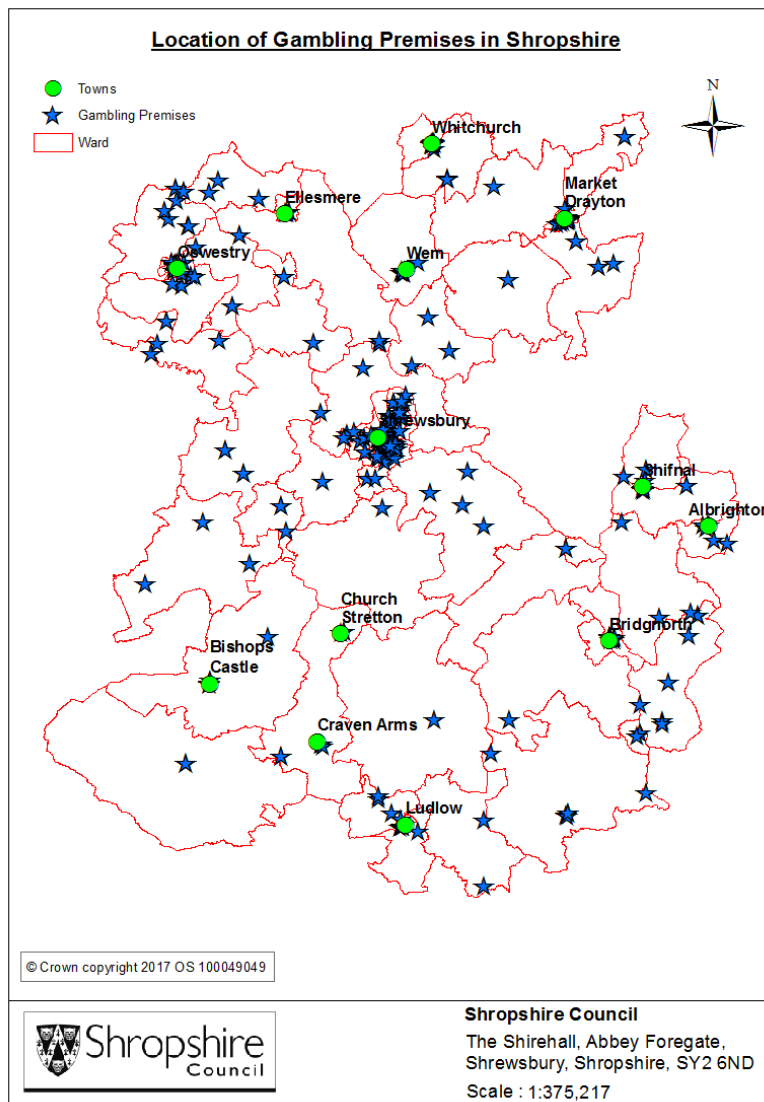 Location of Gambling Premises in Shropshire
Towns
Gambling Premises
Ward
N
Whitchurch
Ellesmere
Market
Drayton
Oswestry
Wem
Shrewsbury
Shifnal
Albrighton
Church
Stretton
Bridgnorth
Bishops
Castle
Craven Arms
Ludlow
© Crown copyright 2017 OS 100049049
Shropshire
Council
Shropshire Council
The Shirehall, Abbey Foregate,
Shrewsbury, Shropshire, SY2 6ND
Scale : 1:375,217